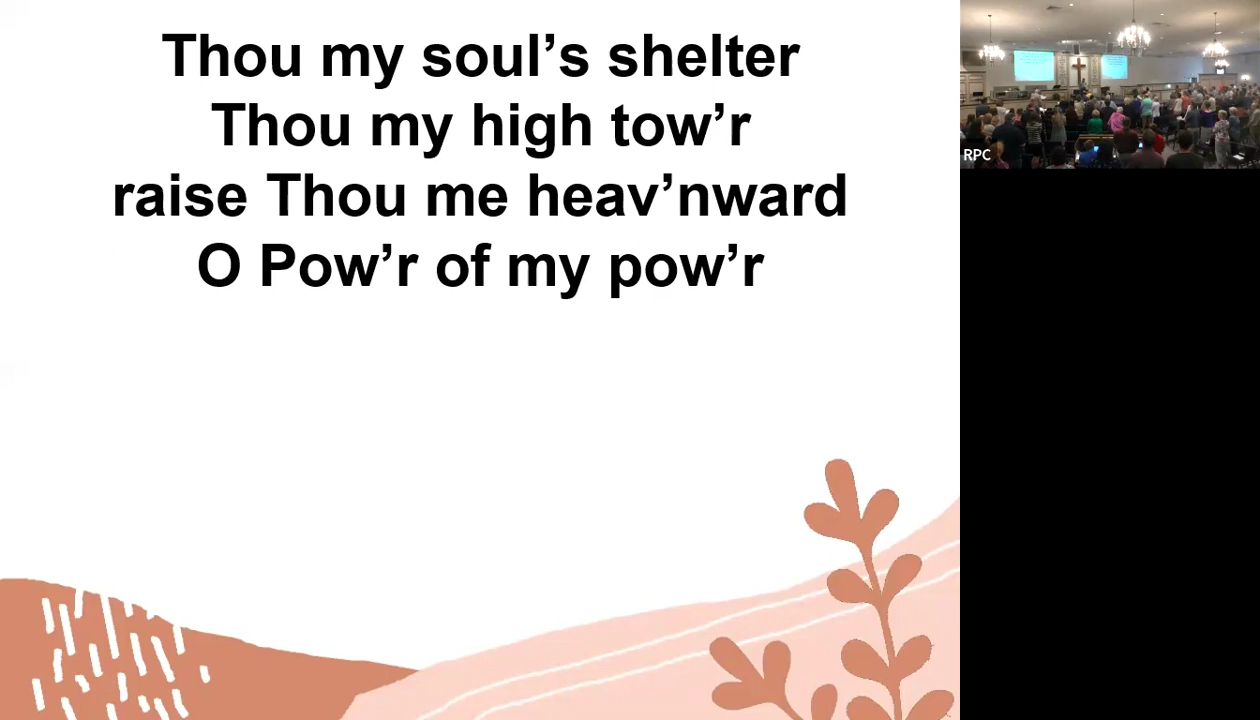 Thou my soul’s shelter
Thou my high tow’r
raise Thou me heav’nward
O Pow’r of my pow’r
RPC